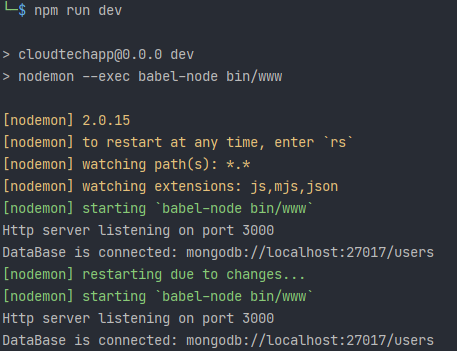 └─$ npm run dev
> cloudtechapp@0.0.0 dev
> nodemon --exec babel-node bin/www
[nodemon] 2.0.15
[nodemon] to restart at any time, enter `rs`
[nodemon] watching path(s): *.*
[nodemon] watching extensions: js,mjs,json
[nodemon] starting `babel-node bin/www`
Http server listening on port 3000
DataBase is connected: mongodb://localhost:27017/users
[nodemon] restarting due to changes...
[nodemon] starting `babel-node bin/www`
Http server listening on port 3000
DataBase is connected: mongodb://localhost:27017/users